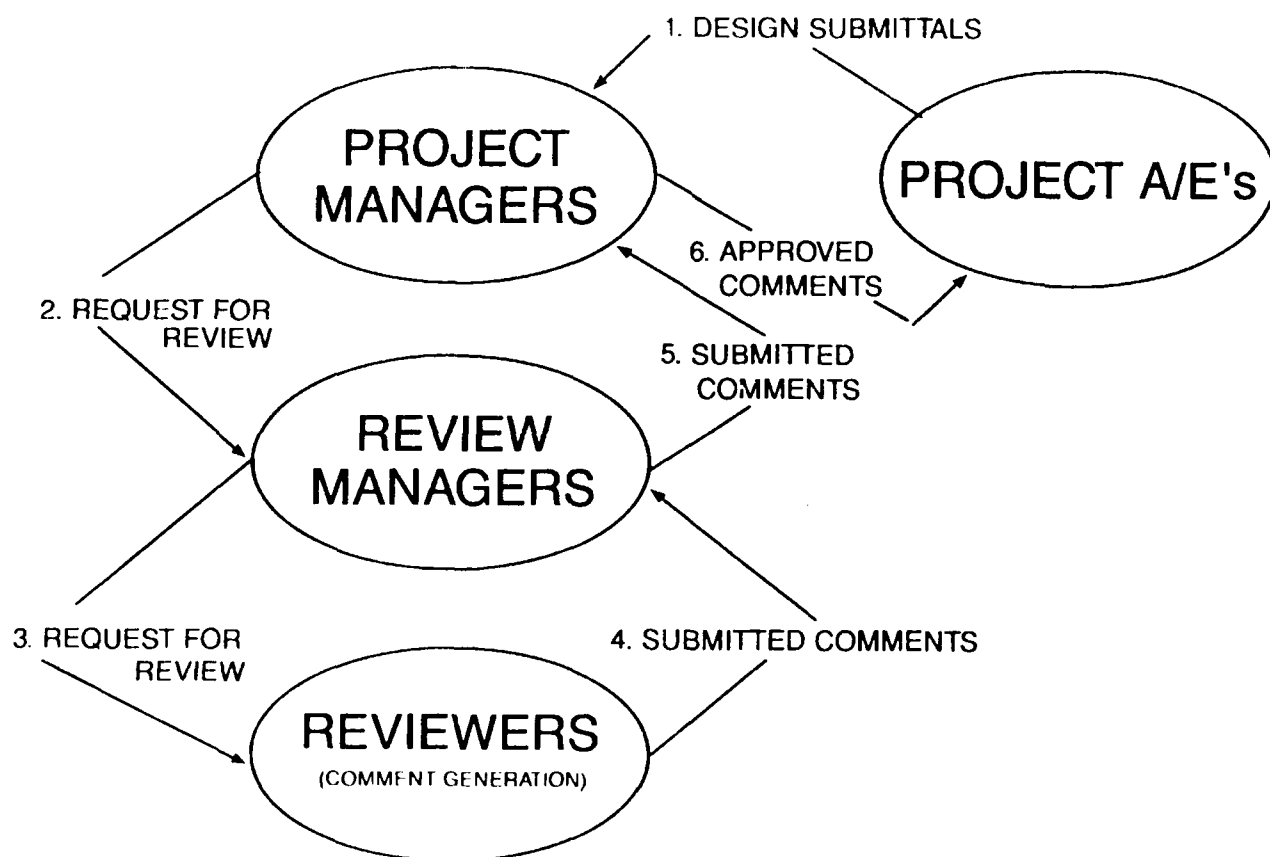 1. DESIGN SUBMITTALS
PROJECT
MANAGERS
PROJECT A/E's
6. APPROVED
COMMENTS
2. REQUEST FOR
REVIEW
5. SUBMITTED
COMMENTS
REVIEW
MANAGERS
3. REQUEST FOR
REVIEW
4. SUBMITTED COMMENTS
REVIEWERS
(COMMENT GENERATION)